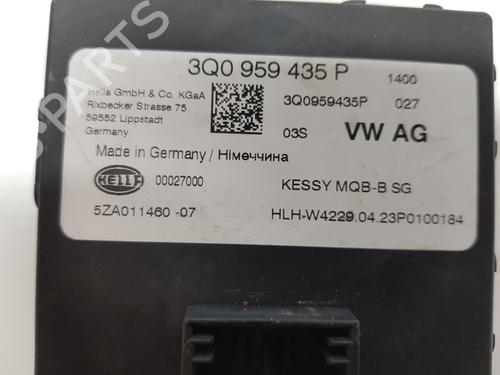 3Q0 959 435 P 1400
Hella GmbH & Co. KGaA
Rixbecker Strasse 75
59552 Lippstadt
Germany
3Q0959435P 027
03S VW AG
Made in Germany / Німеччина
HELLA 00027000 KESSY MQB-B SG
5ZA011460 -07 HLH-W4229.04.23P0100184